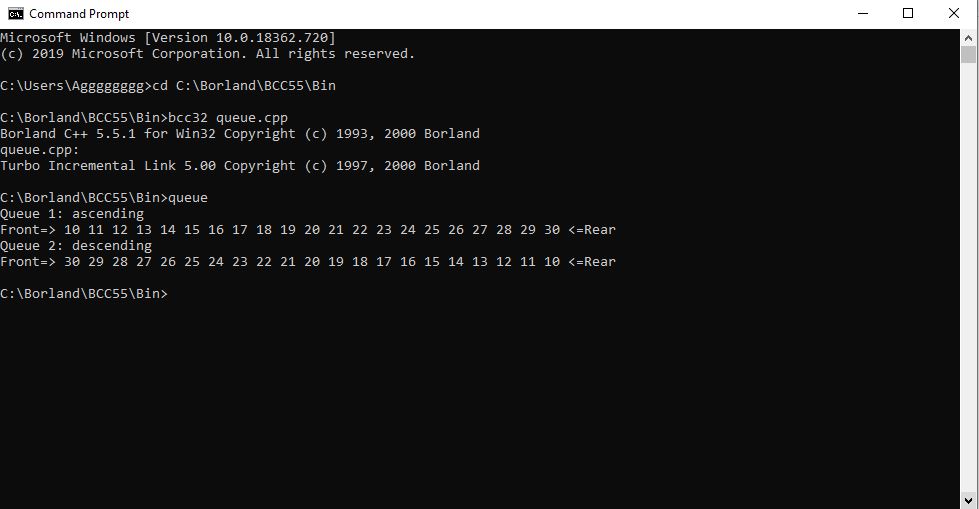 Command Prompt
Microsoft Windows [Version 10.0.18362.720]
(c) 2019 Microsoft Corporation. All rights reserved.
C:\Users\Agggggggg>cd C:\Borland\BCC55\Bin
C:\Borland\BCC55\Bin>bcc32 queue.cpp
Borland C++ 5.5.1 for Win32 Copyright (c) 1993, 2000 Borland
queue.cpp:
Turbo Incremental Link 5.00 Copyright (c) 1997, 2000 Borland
C:\Borland\BCC55\Bin>queue
Queue 1: ascending
Front=> 10 11 12 13 14 15 16 17 18 19 20 21 22 23 24 25 26 27 28 29 30 <=Rear
Queue 2: descending
Front=> 30 29 28 27 26 25 24 23 22 21 20 19 18 17 16 15 14 13 12 11 10 <=Rear
C:\Borland\BCC55\Bin>